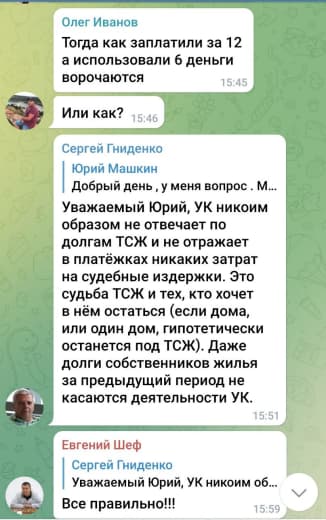 Олег Иванов
Тогда как заплатили за 12
а использовали 6 деньги
ворочаются
15:45
Или как? 15:46
Сергей Гниденко
Юрий Машкин
Добрый день , у меня вопрос . М...
Уважаемый Юрий, УК никоим
образом не отвечает по
долгам ТСЖ и не отражает
в платёжках никаких затрат
на судебные издержки. Это
судьба ТСЖ и тех, кто хочет
в нём остаться (если дома,
или один дом, гипотетически
останется под ТСЖ). Даже
долги собственников жилья
за предыдущий период не
касаются деятельности УК.
15:51
Евгений Шеф
Сергей Гниденко
Уважаемый Юрий, УК никоим об...
Все правильно!!! 15:59